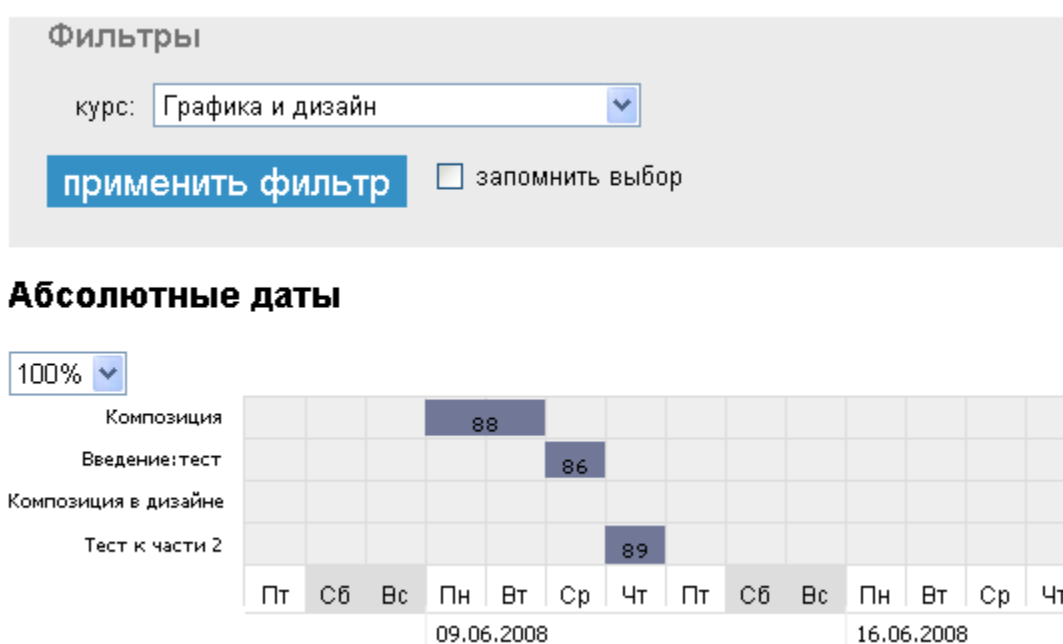 Фильтры
курс: Графика и дизайн
применить фильтр запомнить выбор
Абсолютные даты
100%
Композиция 88
Введение:тест 86
Композиция в дизайне
Тест к части 2 89
Пт Сб Вс Пн Вт Ср Чт Пт Сб Вс Пн Вт Ср Чт
09.06.2008 16.06.2008